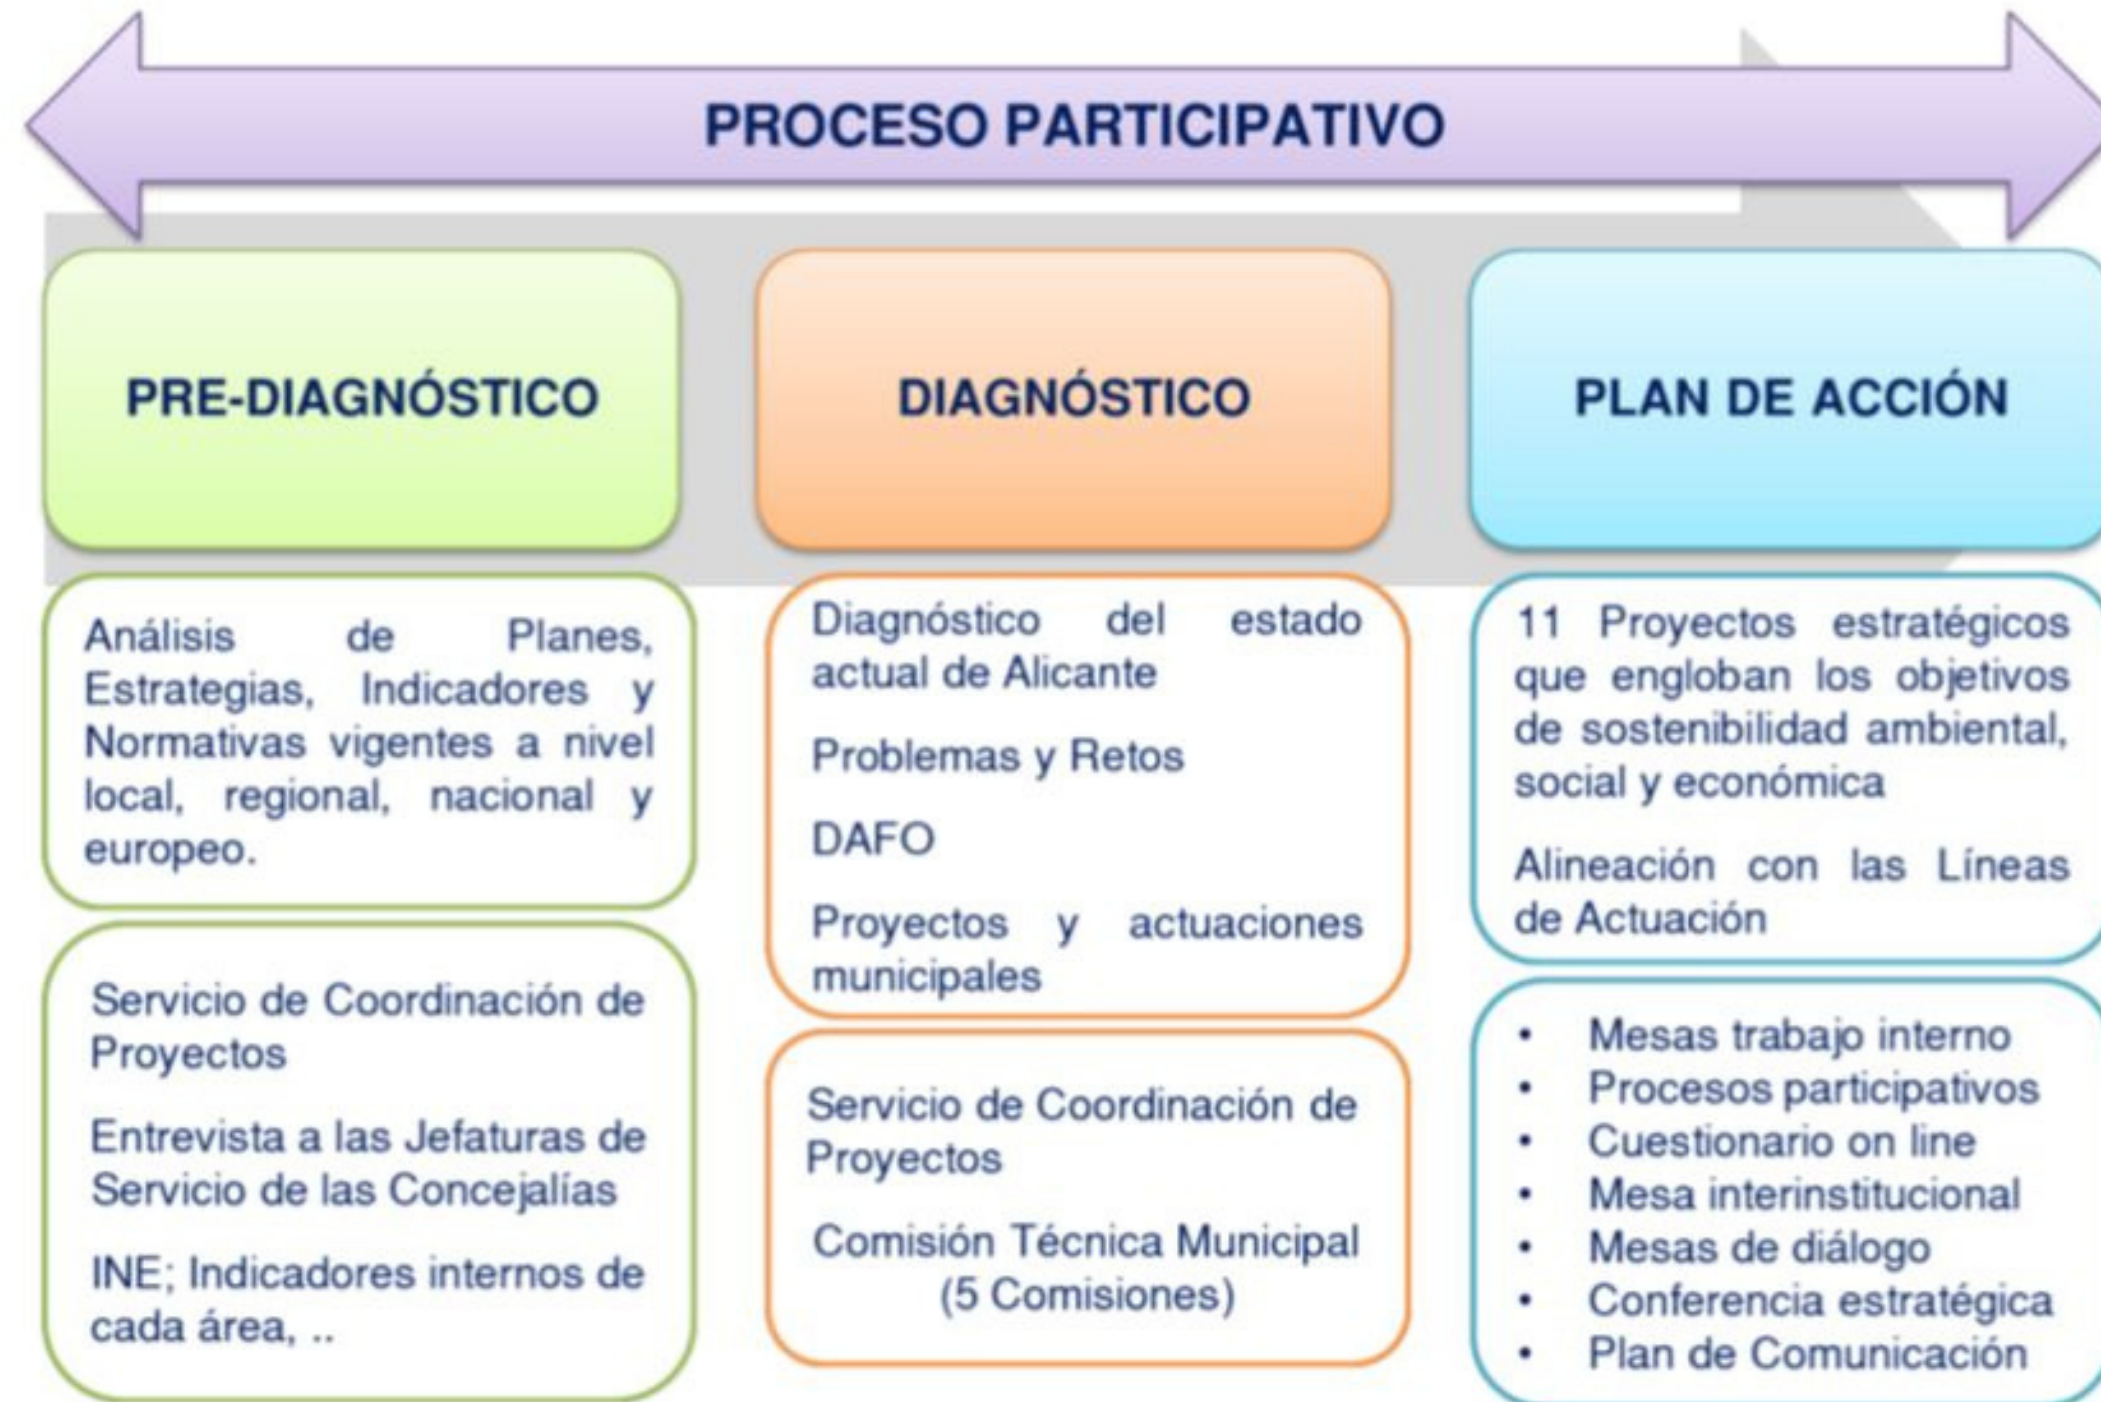 PROCESO PARTICIPATIVO
PRE-DIAGNÓSTICO
Análisis de Planes,
Estrategias, Indicadores y
Normativas vigentes a nivel
local, regional, nacional y
europeo.
Servicio de Coordinación de
Proyectos
Entrevista a las Jefaturas de
Servicio de las Concejalías
INE; Indicadores internos de
cada área, ..
DIAGNÓSTICO
Diagnóstico del estado
actual de Alicante
Problemas y Retos
DAFO
Proyectos y actuaciones
municipales
Servicio de Coordinación de
Proyectos
Comisión Técnica Municipal
(5 Comisiones)
PLAN DE ACCIÓN
11 Proyectos estratégicos
que engloban los objetivos
de sostenibilidad ambiental,
social y económica
Alineación con las Líneas
de Actuación
• Mesas trabajo interno
• Procesos participativos
• Cuestionario on line
• Mesa interinstitucional
• Mesas de diálogo
• Conferencia estratégica
• Plan de Comunicación